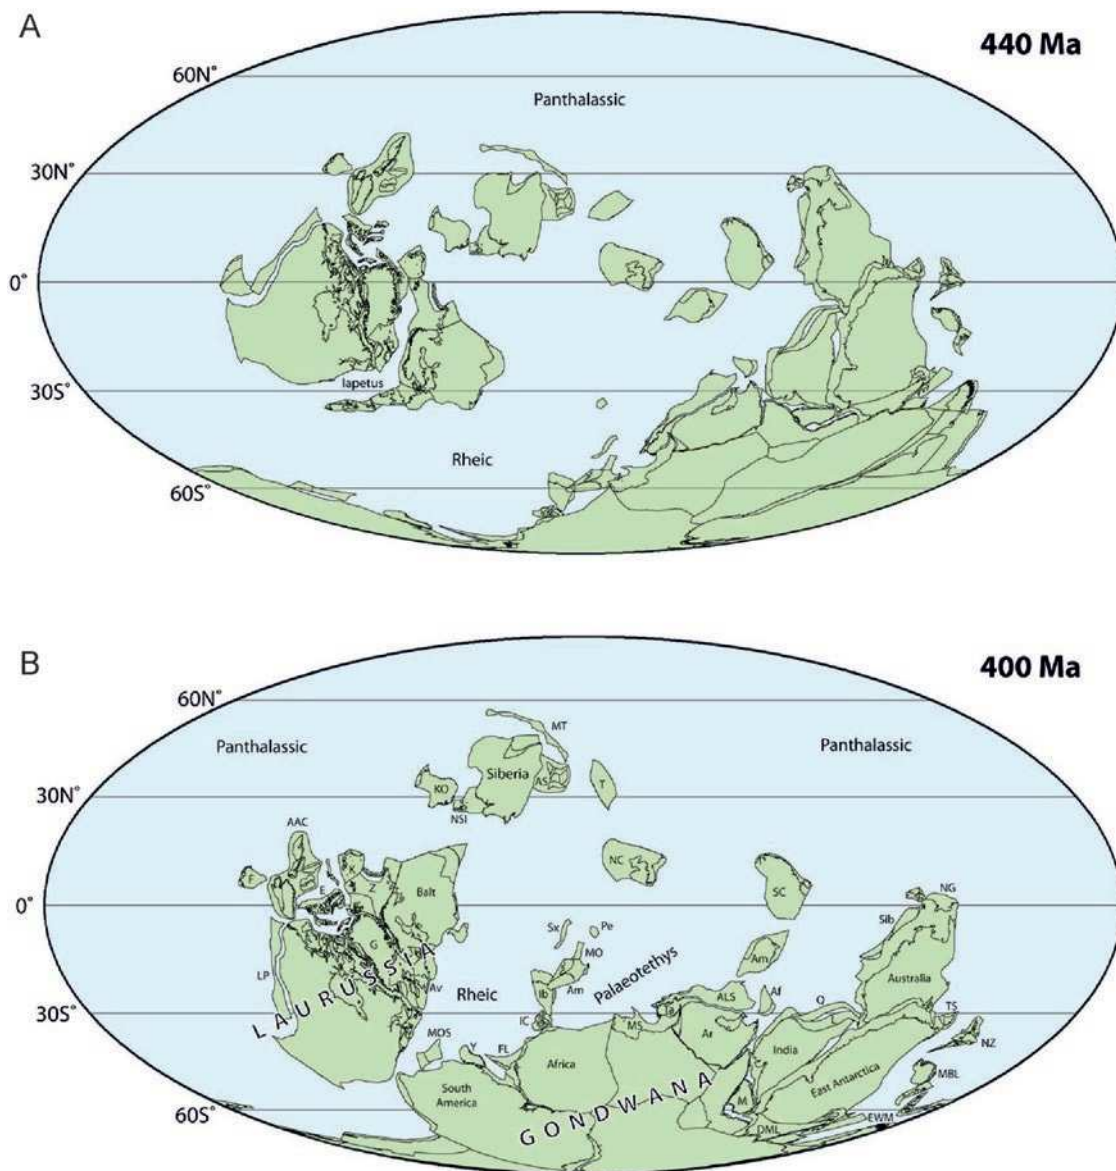 A
440 Ma
60N°
Panthalassic
30N°
0°
Iapetus
30S°
Rheic
60S°
B
400 Ma
60N°
MT
Panthalassic
Panthalassic
Siberia
AS
T
KO
30N°
NSI
AAC
NC
F
E
K
Z
Balt
SC
NG
0°
Sib
Sx
Pe
G
MO
Am
Australia
LP
LAURUSSIA
Av
Rheic
Ib
Am
Palaeotethys
ALS
Af
Q
30S°
IC
MS
Ta
TS
MOS
Y
FL
Africa
Ar
India
NZ
East Antarctica
MBL
South
America
GONDWANA
M
60S°
EWM
DML